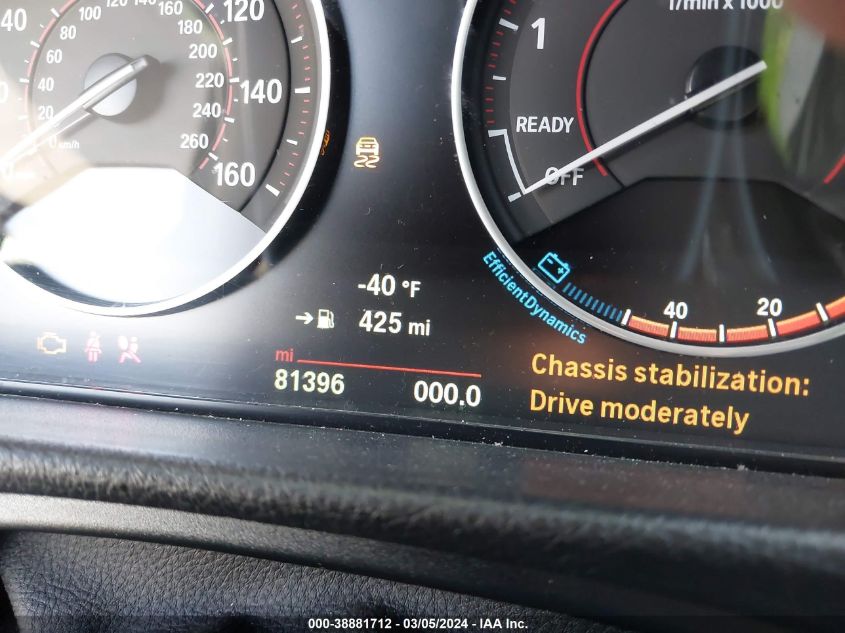 40
80
100
120
140
160
180
120
60
200
40
220
140
20
240
0 km/h
260
160
1/min x 1000
1
READY
OFF
EfficientDynamics
40
20
-40 °F
425 mi
mi
81396
000.0
Chassis stabilization:
Drive moderately
000-38881712 - 03/05/2024 - IAA Inc.